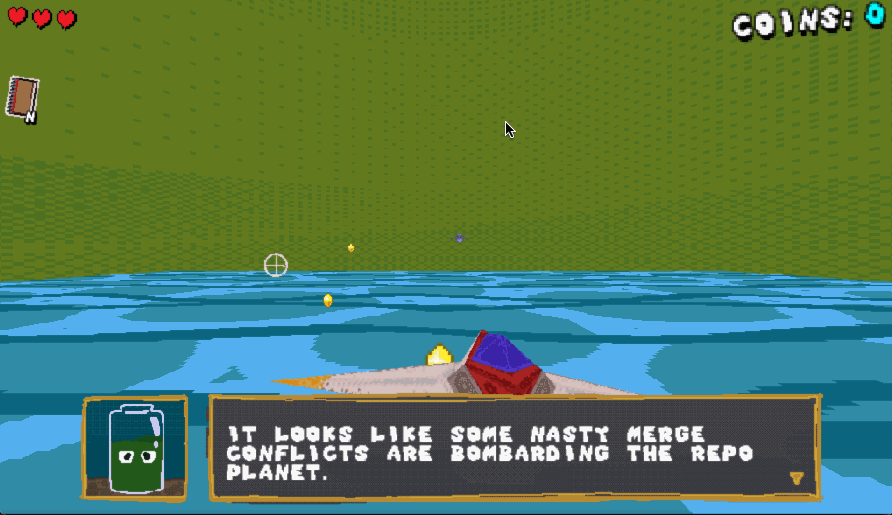 COINS: 0
N
IT LOOKS LIKE SOME NASTY MERGE
CONFLICTS ARE BOMBARDING THE REPO
PLANET.